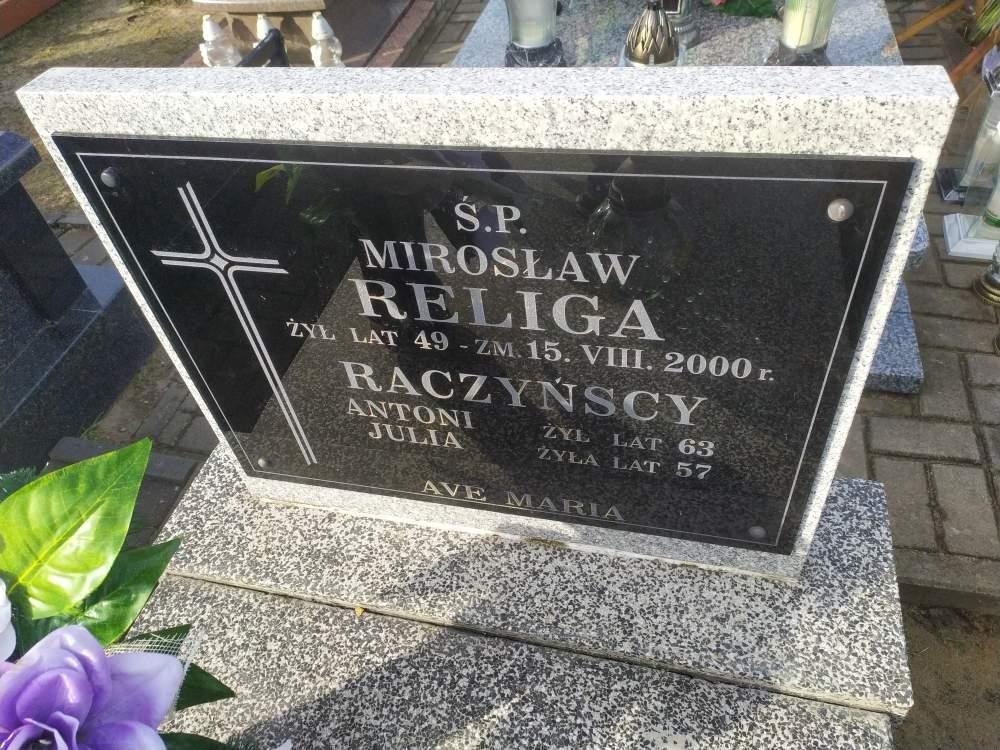 Ś.P.
MIROSŁAW
RELIGA
ŻYŁ LAT 49 - ZM. 15. VIII. 2000 r.
RACZYŃSCY
ANTONI ŻYŁ LAT 63
JULIA ŻYŁA LAT 57
AVE MARIA